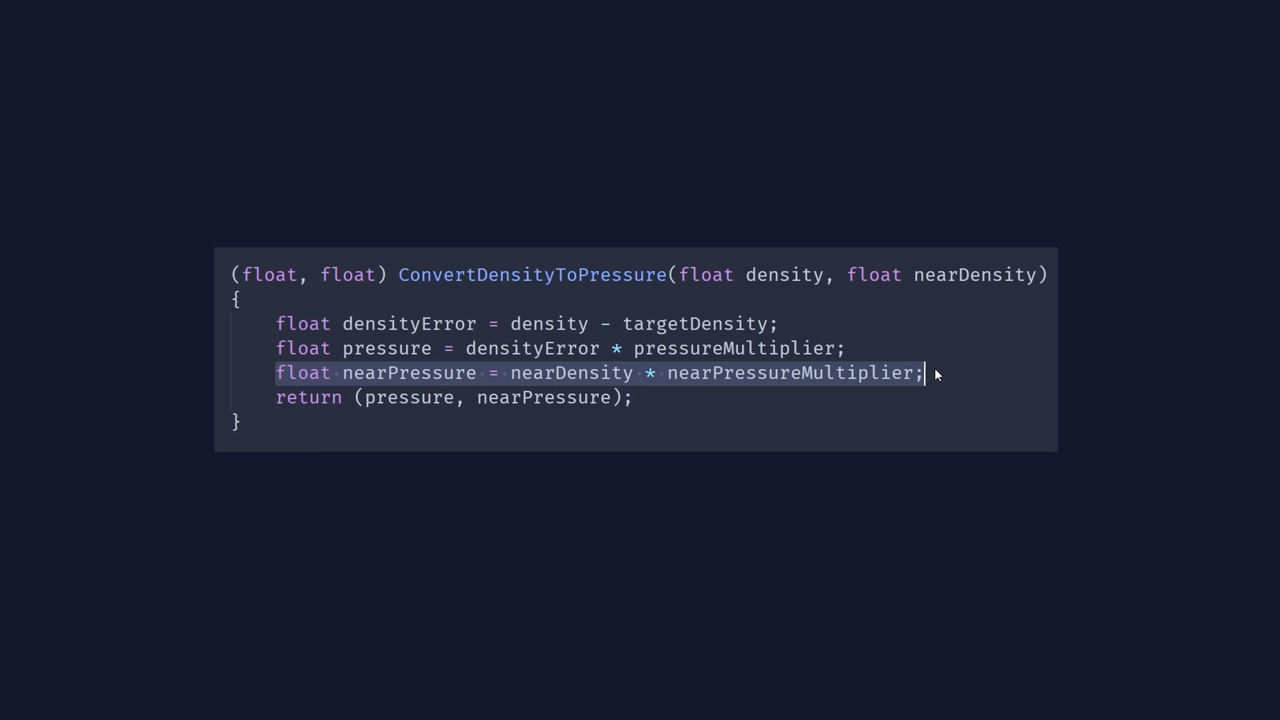 (float, float) ConvertDensityToPressure(float density, float nearDensity)
{
    float densityError = density - targetDensity;
    float pressure = densityError * pressureMultiplier;
    float nearPressure = nearDensity * nearPressureMultiplier;
    return (pressure, nearPressure);
}